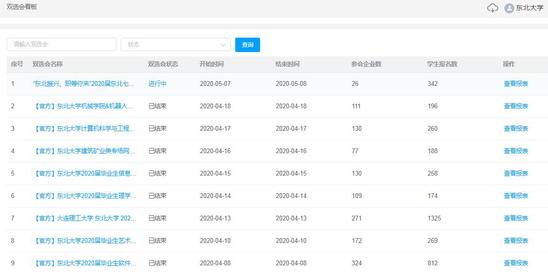 双选会看板 东北大学
请输入双选会 状态 查询
序号 双选会名称 双选会状态 开始时间 结束时间 参会企业数 学生报名数 操作
1 "东北振兴、职等你来"2020届东北七... 进行中 2020-05-07 2020-05-08 26 342 查看报表
2 【官方】东北大学机械学院&机器人... 已结束 2020-04-18 2020-04-18 111 196 查看报表
3 【官方】东北大学计算机科学与工程... 已结束 2020-04-17 2020-04-17 138 260 查看报表
4 【官方】东北大学建筑矿业类专场网... 已结束 2020-04-16 2020-04-16 77 188 查看报表
5 【官方】东北大学2020届毕业生信息... 已结束 2020-04-15 2020-04-15 130 258 查看报表
6 【官方】东北大学2020届毕业生理学... 已结束 2020-04-14 2020-04-14 109 174 查看报表
7 【官方】大连理工大学 东北大学 202... 已结束 2020-04-13 2020-04-13 271 1325 查看报表
8 【官方】东北大学2020届毕业生艺术... 已结束 2020-04-10 2020-04-10 172 269 查看报表
9 【官方】东北大学2020届毕业生软件... 已结束 2020-04-08 2020-04-08 324 812 查看报表